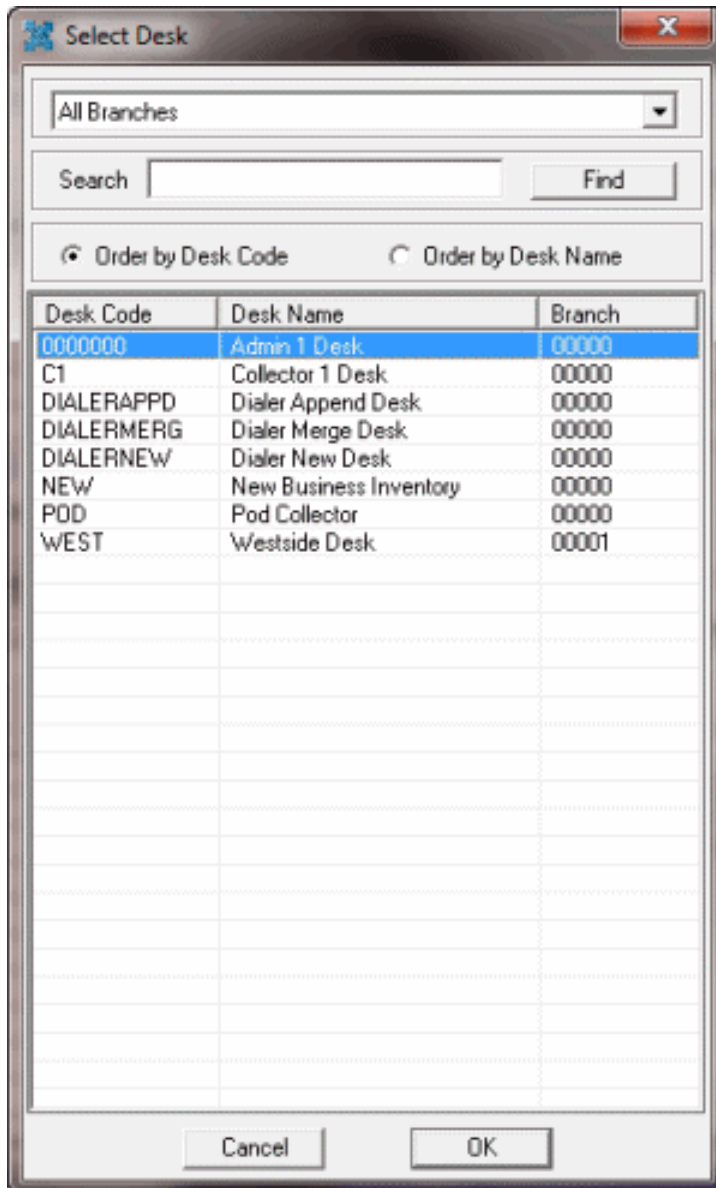 Select Desk
All Branches
Search Find
Order by Desk Code Order by Desk Name
Desk Code Desk Name Branch
0000000 Admin 1 Desk 00000
C1 Collector 1 Desk 00000
DIALERAPPD Dialer Append Desk 00000
DIALERMERG Dialer Merge Desk 00000
DIALERNEW Dialer New Desk 00000
NEW New Business Inventory 00000
POD Pod Collector 00000
WEST Westside Desk 00001
Cancel OK